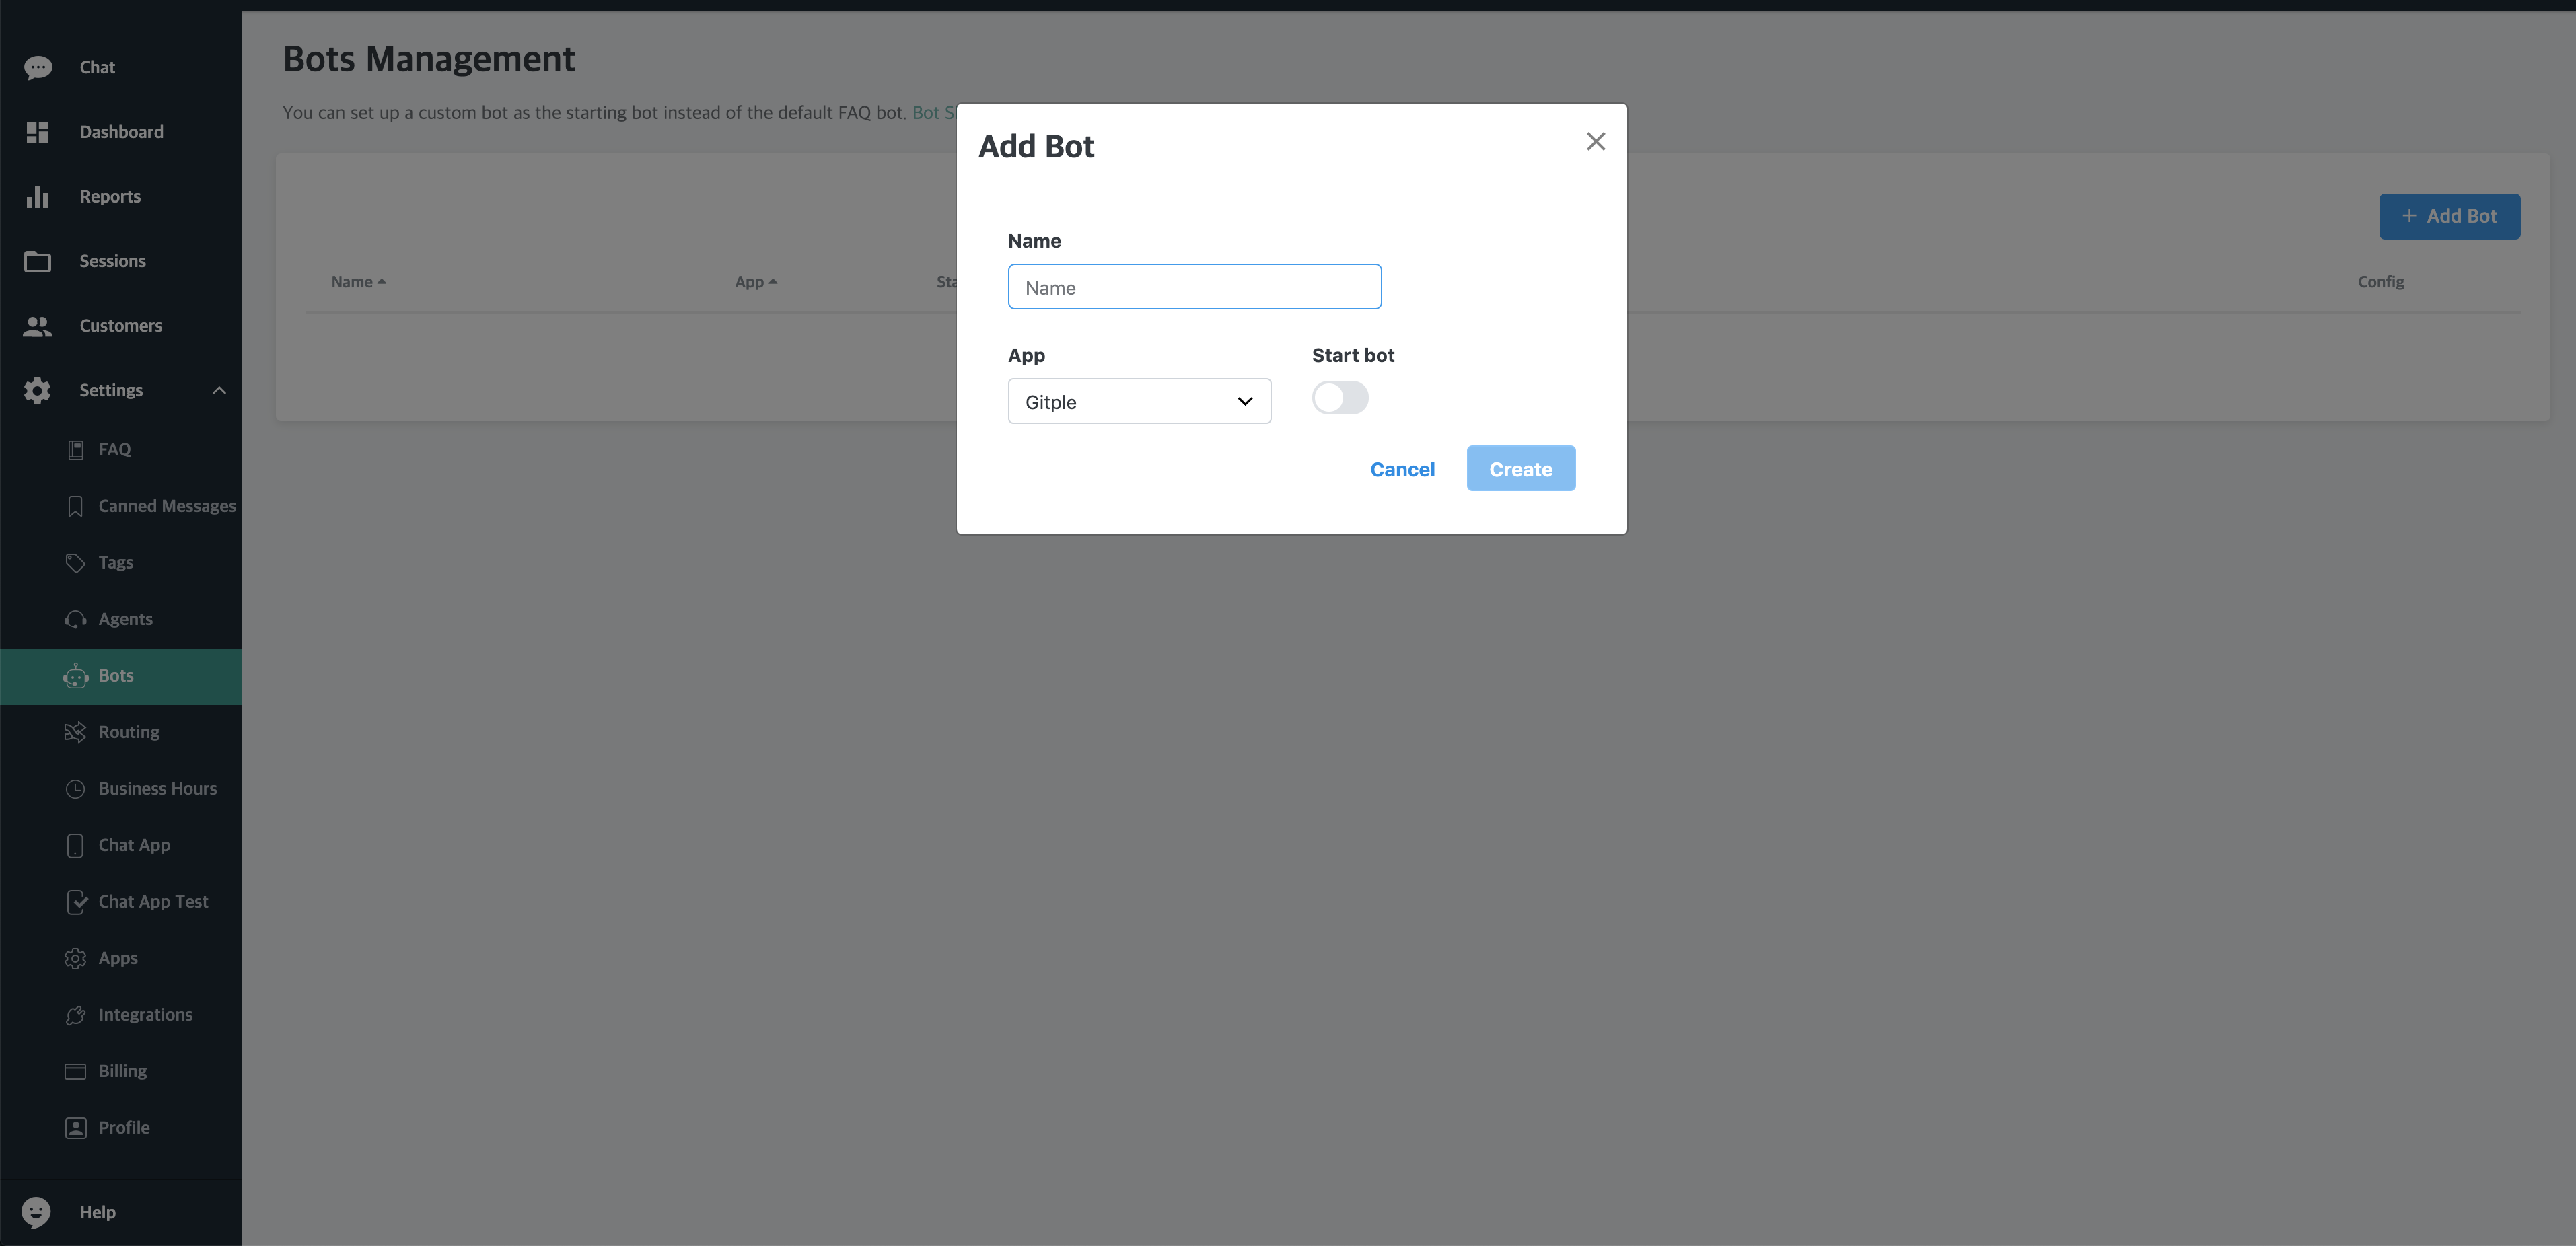 Chat
Dashboard
Reports
Sessions
Customers
Settings
FAQ
Canned Messages
Tags
Agents
Bots
Routing
Business Hours
Chat App
Chat App Test
Apps
Integrations
Billing
Profile
Help
Bots Management
You can set up a custom bot as the starting bot instead of the default FAQ bot. Bot
+ Add Bot
Name App Config
Add Bot
Name
Name
App Start bot
Gitple
Cancel Create